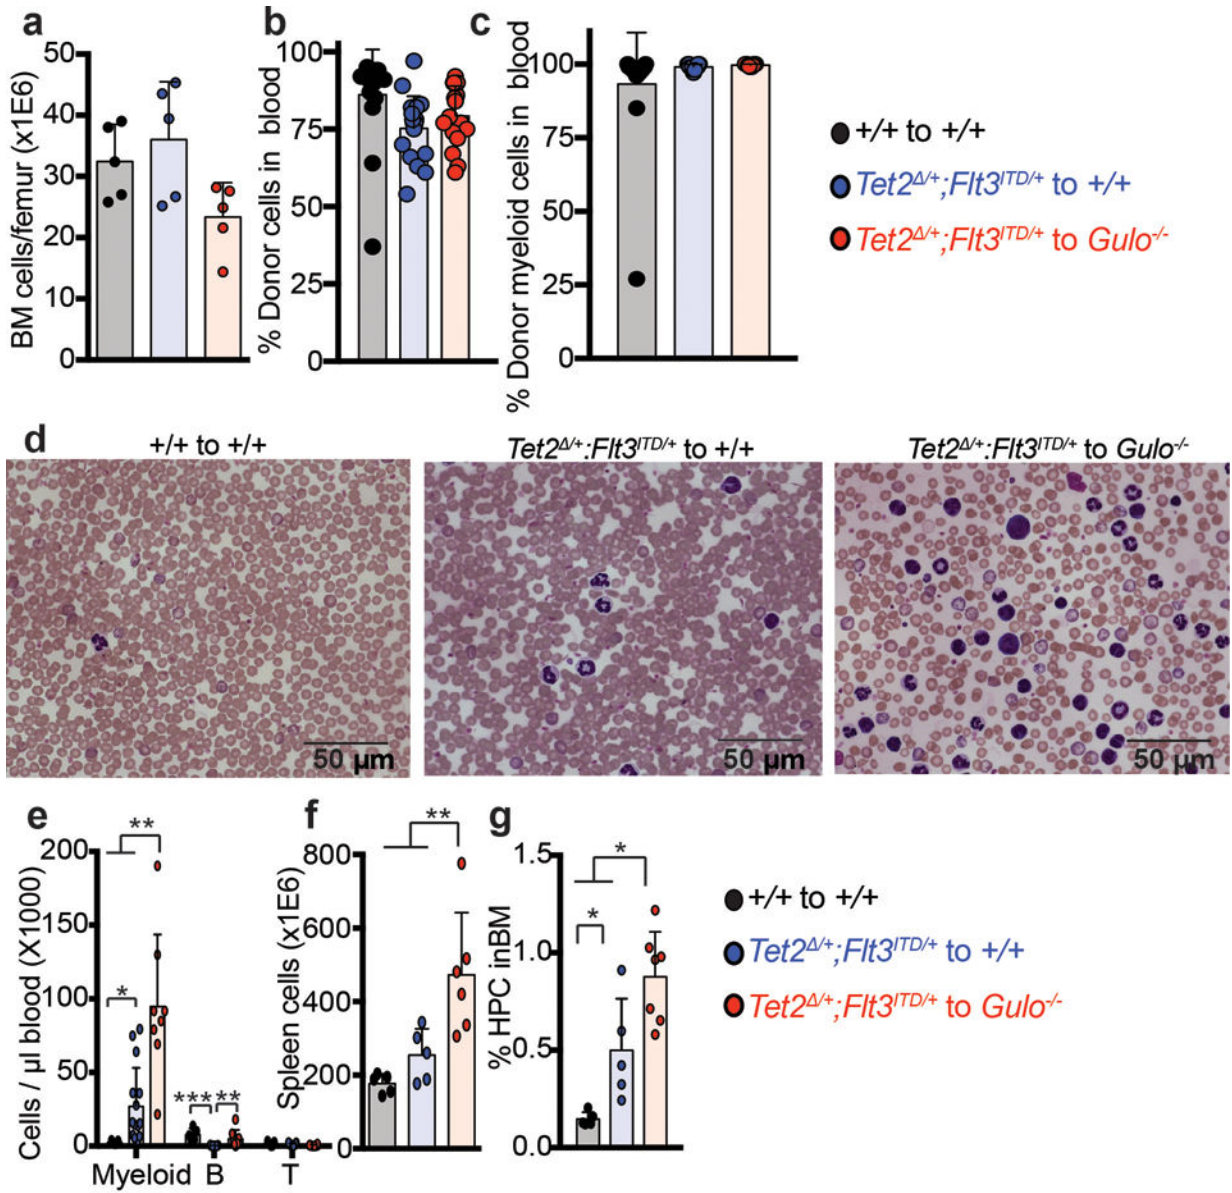 a
BM cells/femur (x1E6)
50
40
30
20
10
0
b
% Donor cells in blood
100
75
50
25
0
c
% Donor myeloid cells in blood
100
75
50
25
0
+/+ to +/+
Tet2Δ/+;Flt3ITD/+ to +/+
Tet2Δ/+;Flt3ITD/+ to Gulo-/-
d
+/+ to +/+
Tet2Δ/+:Flt3ITD/+ to +/+
Tet2Δ/+:Flt3ITD/+ to Gulo-/-
50 µm
50 µm
50 µm
e
Cells / µl blood (X1000)
200
150
100
50
0
**
*
***
**
Myeloid B T
f
Spleen cells (x1E6)
800
600
400
200
0
**
g
% HPC inBM
1.5
1.0
0.5
0.0
*
*
+/+ to +/+
Tet2Δ/+;Flt3ITD/+ to +/+
Tet2Δ/+;Flt3ITD/+ to Gulo-/-